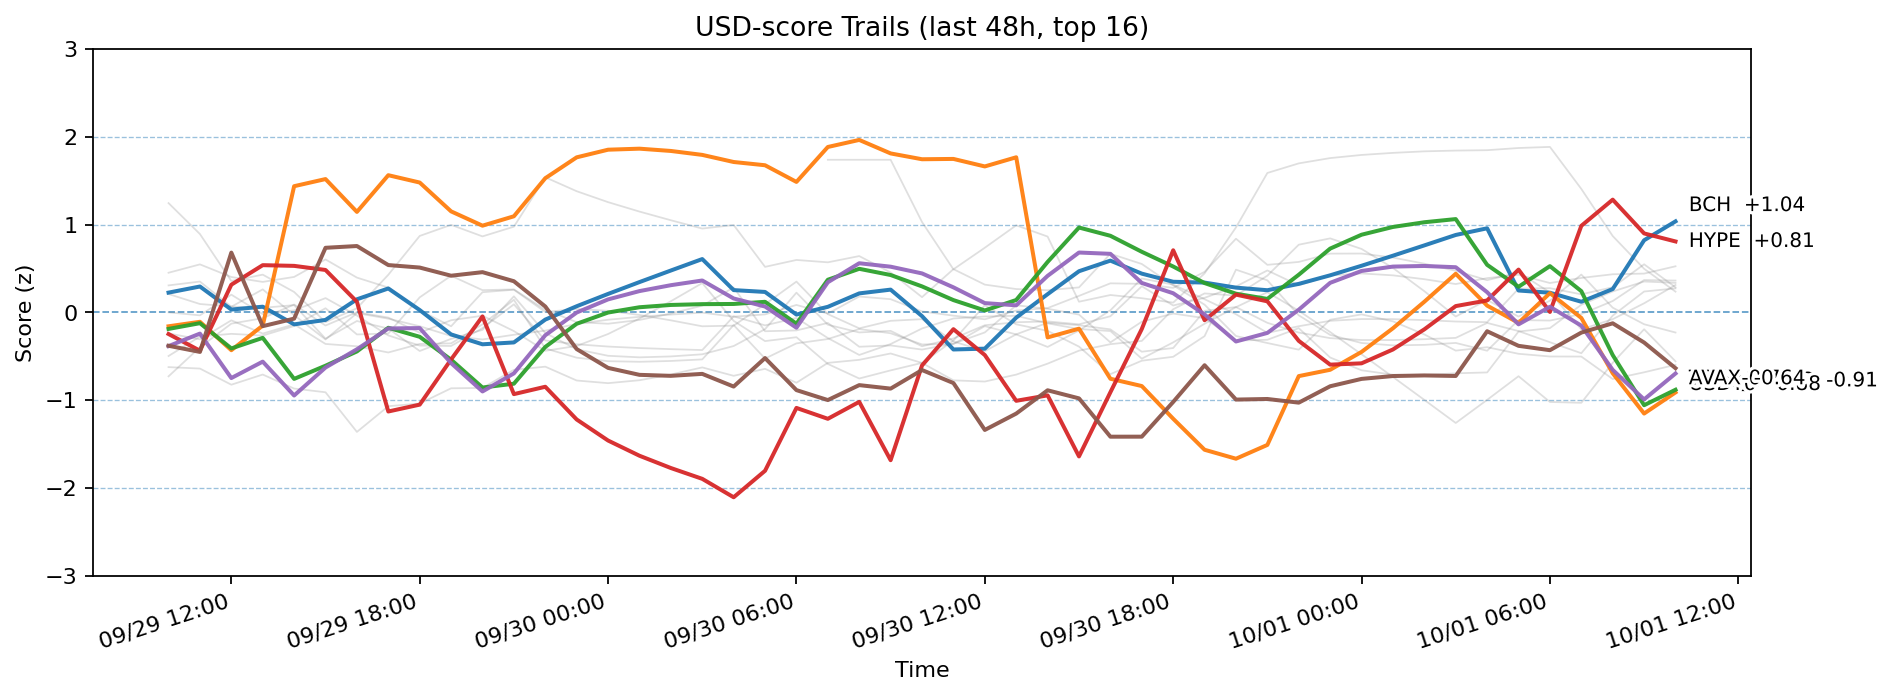 USD-score Trails (last 48h, top 16)
Score (z)
3
2
1
0
−1
−2
−3
BCH +1.04
HYPE +0.81
AVAX -0.64
-0.91
09/29 12:00
09/29 18:00
09/30 00:00
09/30 06:00
09/30 12:00
09/30 18:00
10/01 00:00
10/01 06:00
10/01 12:00
Time